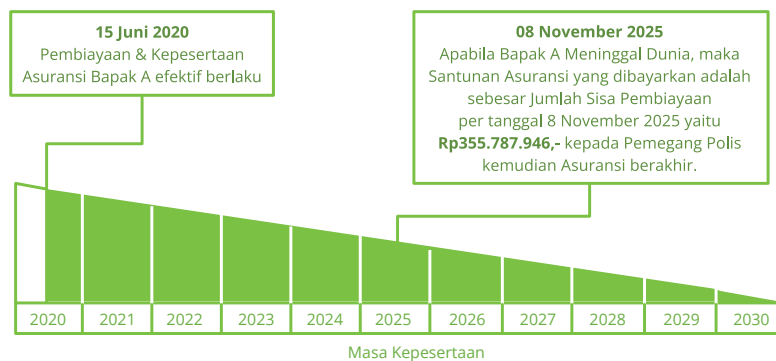 15 Juni 2020
Pembiayaan & Kepesertaan
Asuransi Bapak A efektif berlaku
08 November 2025
Apabila Bapak A Meninggal Dunia, maka
Santunan Asuransi yang dibayarkan adalah
sebesar Jumlah Sisa Pembiayaan
per tanggal 8 November 2025 yaitu
Rp355.787.946,- kepada Pemegang Polis
kemudian Asuransi berakhir.
2020 2021 2022 2023 2024 2025 2026 2027 2028 2029 2030
Masa Kepesertaan